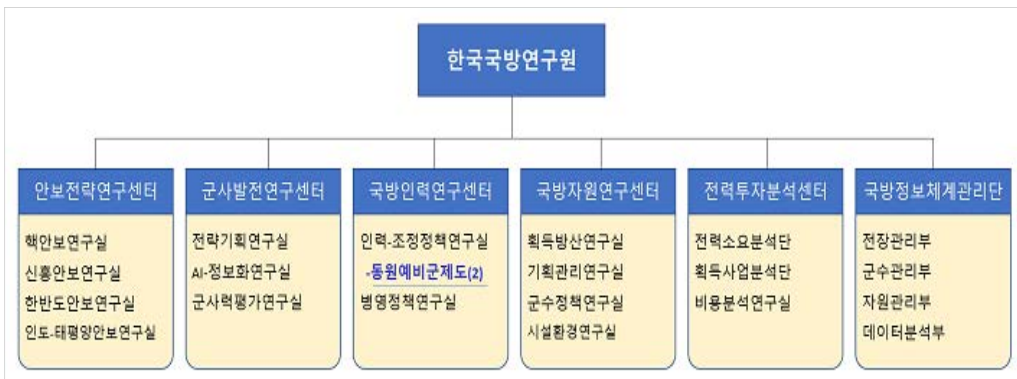 한국국방연구원
안보전략연구센터
핵안보연구실
신흥안보연구실
한반도안보연구실
인도-태평양안보연구실
군사발전연구센터
전략기획연구실
AI-정보화연구실
군사력평가연구실
국방인력연구센터
인력-조정정책연구실
-동원예비군제도(2)
병영정책연구실
국방자원연구센터
획득방산연구실
기획관리연구실
군수정책연구실
시설환경연구실
전력투자분석센터
전력소요분석단
획득사업분석단
비용분석연구실
국방정보체계관리단
전장관리부
군수관리부
자원관리부
데이터분석부